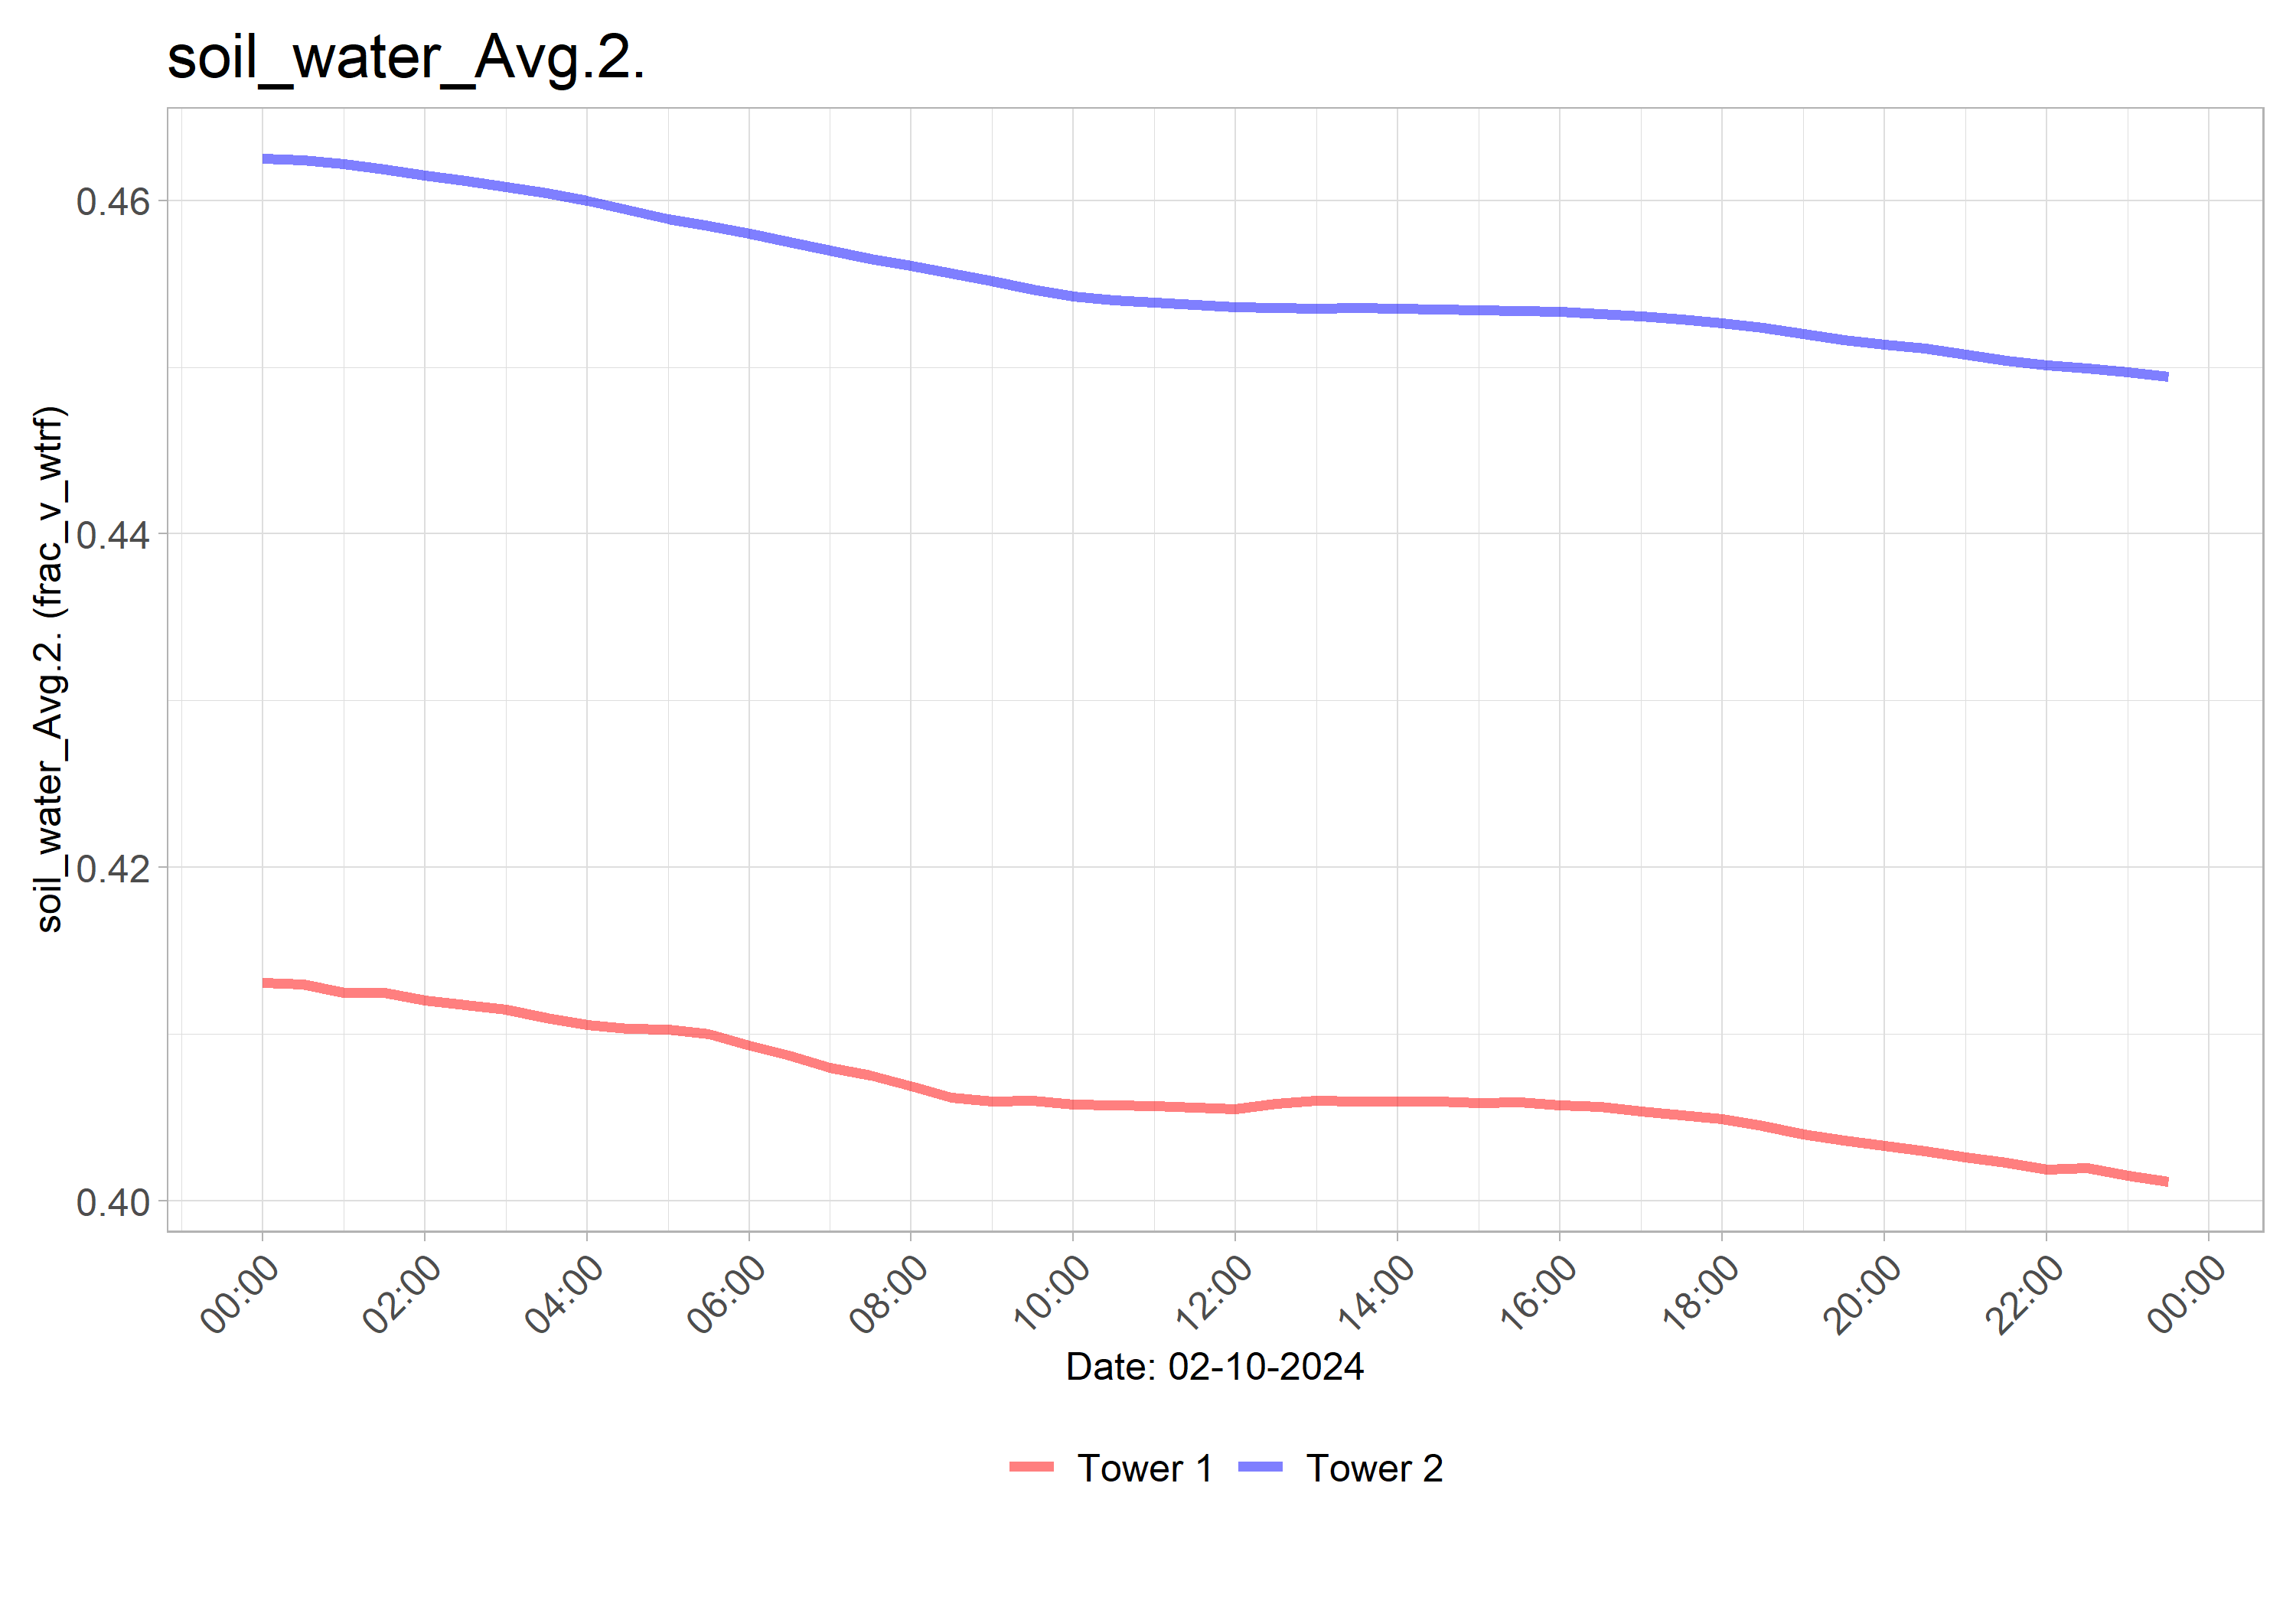 soil_water_Avg.2.
soil_water_Avg.2. (frac_v_wtrf)
0.46
0.44
0.42
0.40
00:00 02:00 04:00 06:00 08:00 10:00 12:00 14:00 16:00 18:00 20:00 22:00 00:00
Date: 02-10-2024
Tower 1 Tower 2